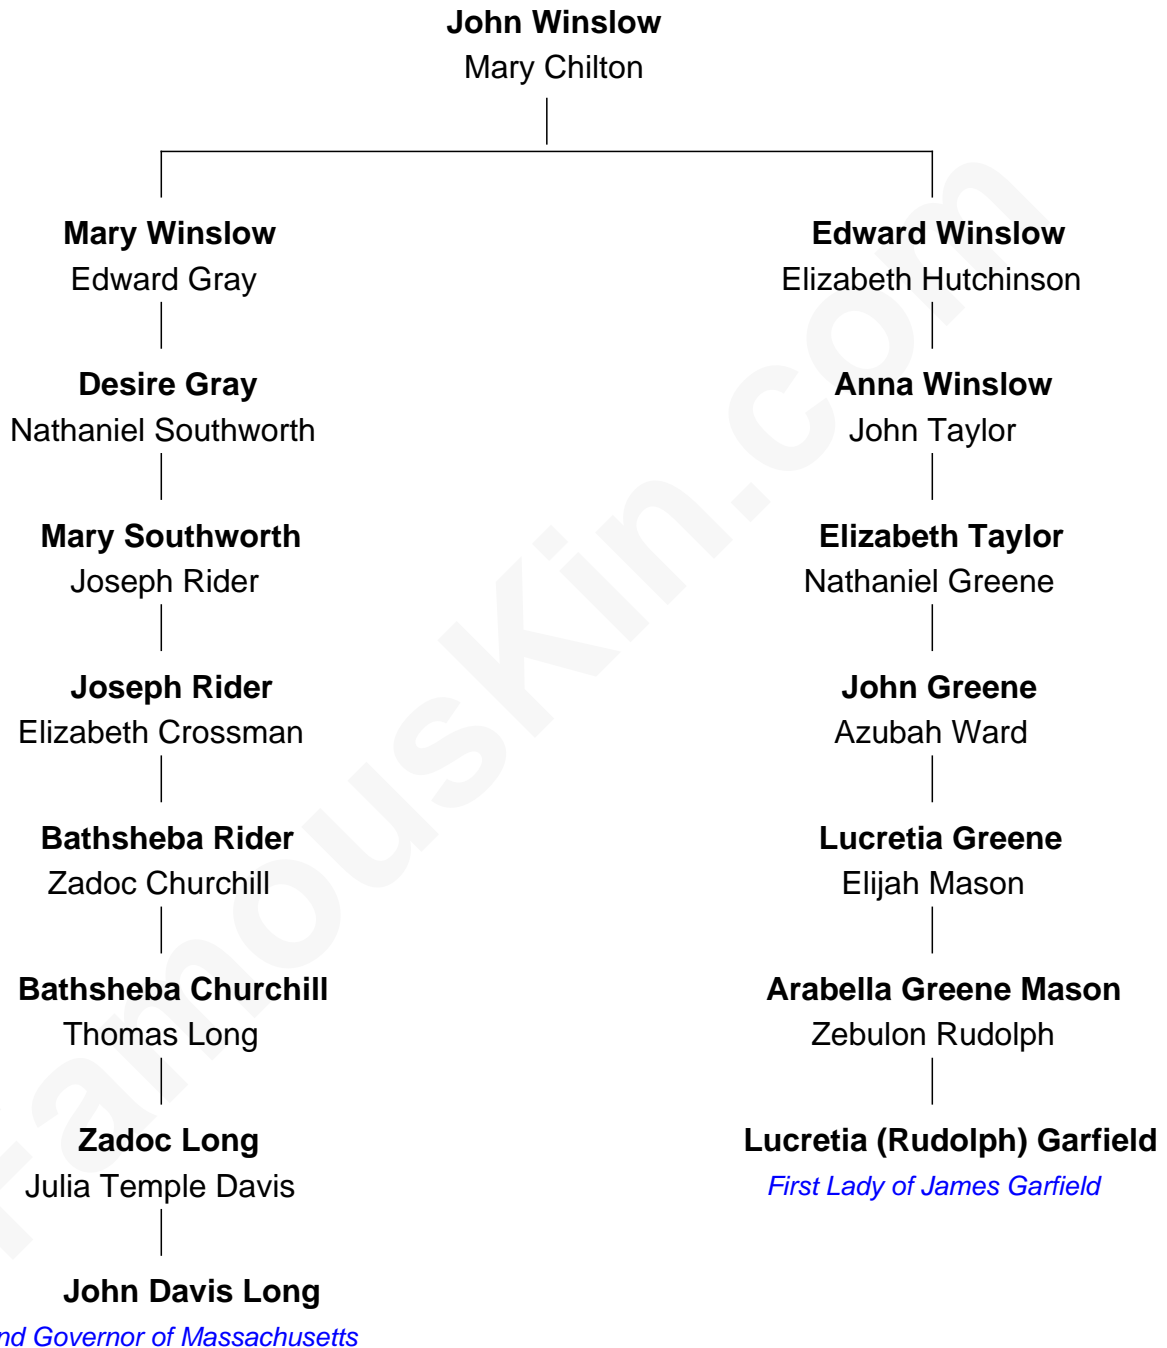 John Winslow
Mary Chilton
Mary Winslow
Edward Gray
Desire Gray
Nathaniel Southworth
Mary Southworth
Joseph Rider
Joseph Rider
Elizabeth Crossman
Bathsheba Rider
Zadoc Churchill
Bathsheba Churchill
Thomas Long
Zadoc Long
Julia Temple Davis
John Davis Long
nd Governor of Massachusetts
Edward Winslow
Elizabeth Hutchinson
Anna Winslow
John Taylor
Elizabeth Taylor
Nathaniel Greene
John Greene
Azubah Ward
Lucretia Greene
Elijah Mason
Arabella Greene Mason
Zebulon Rudolph
Lucretia (Rudolph) Garfield
First Lady of James Garfield
FamousKin.com